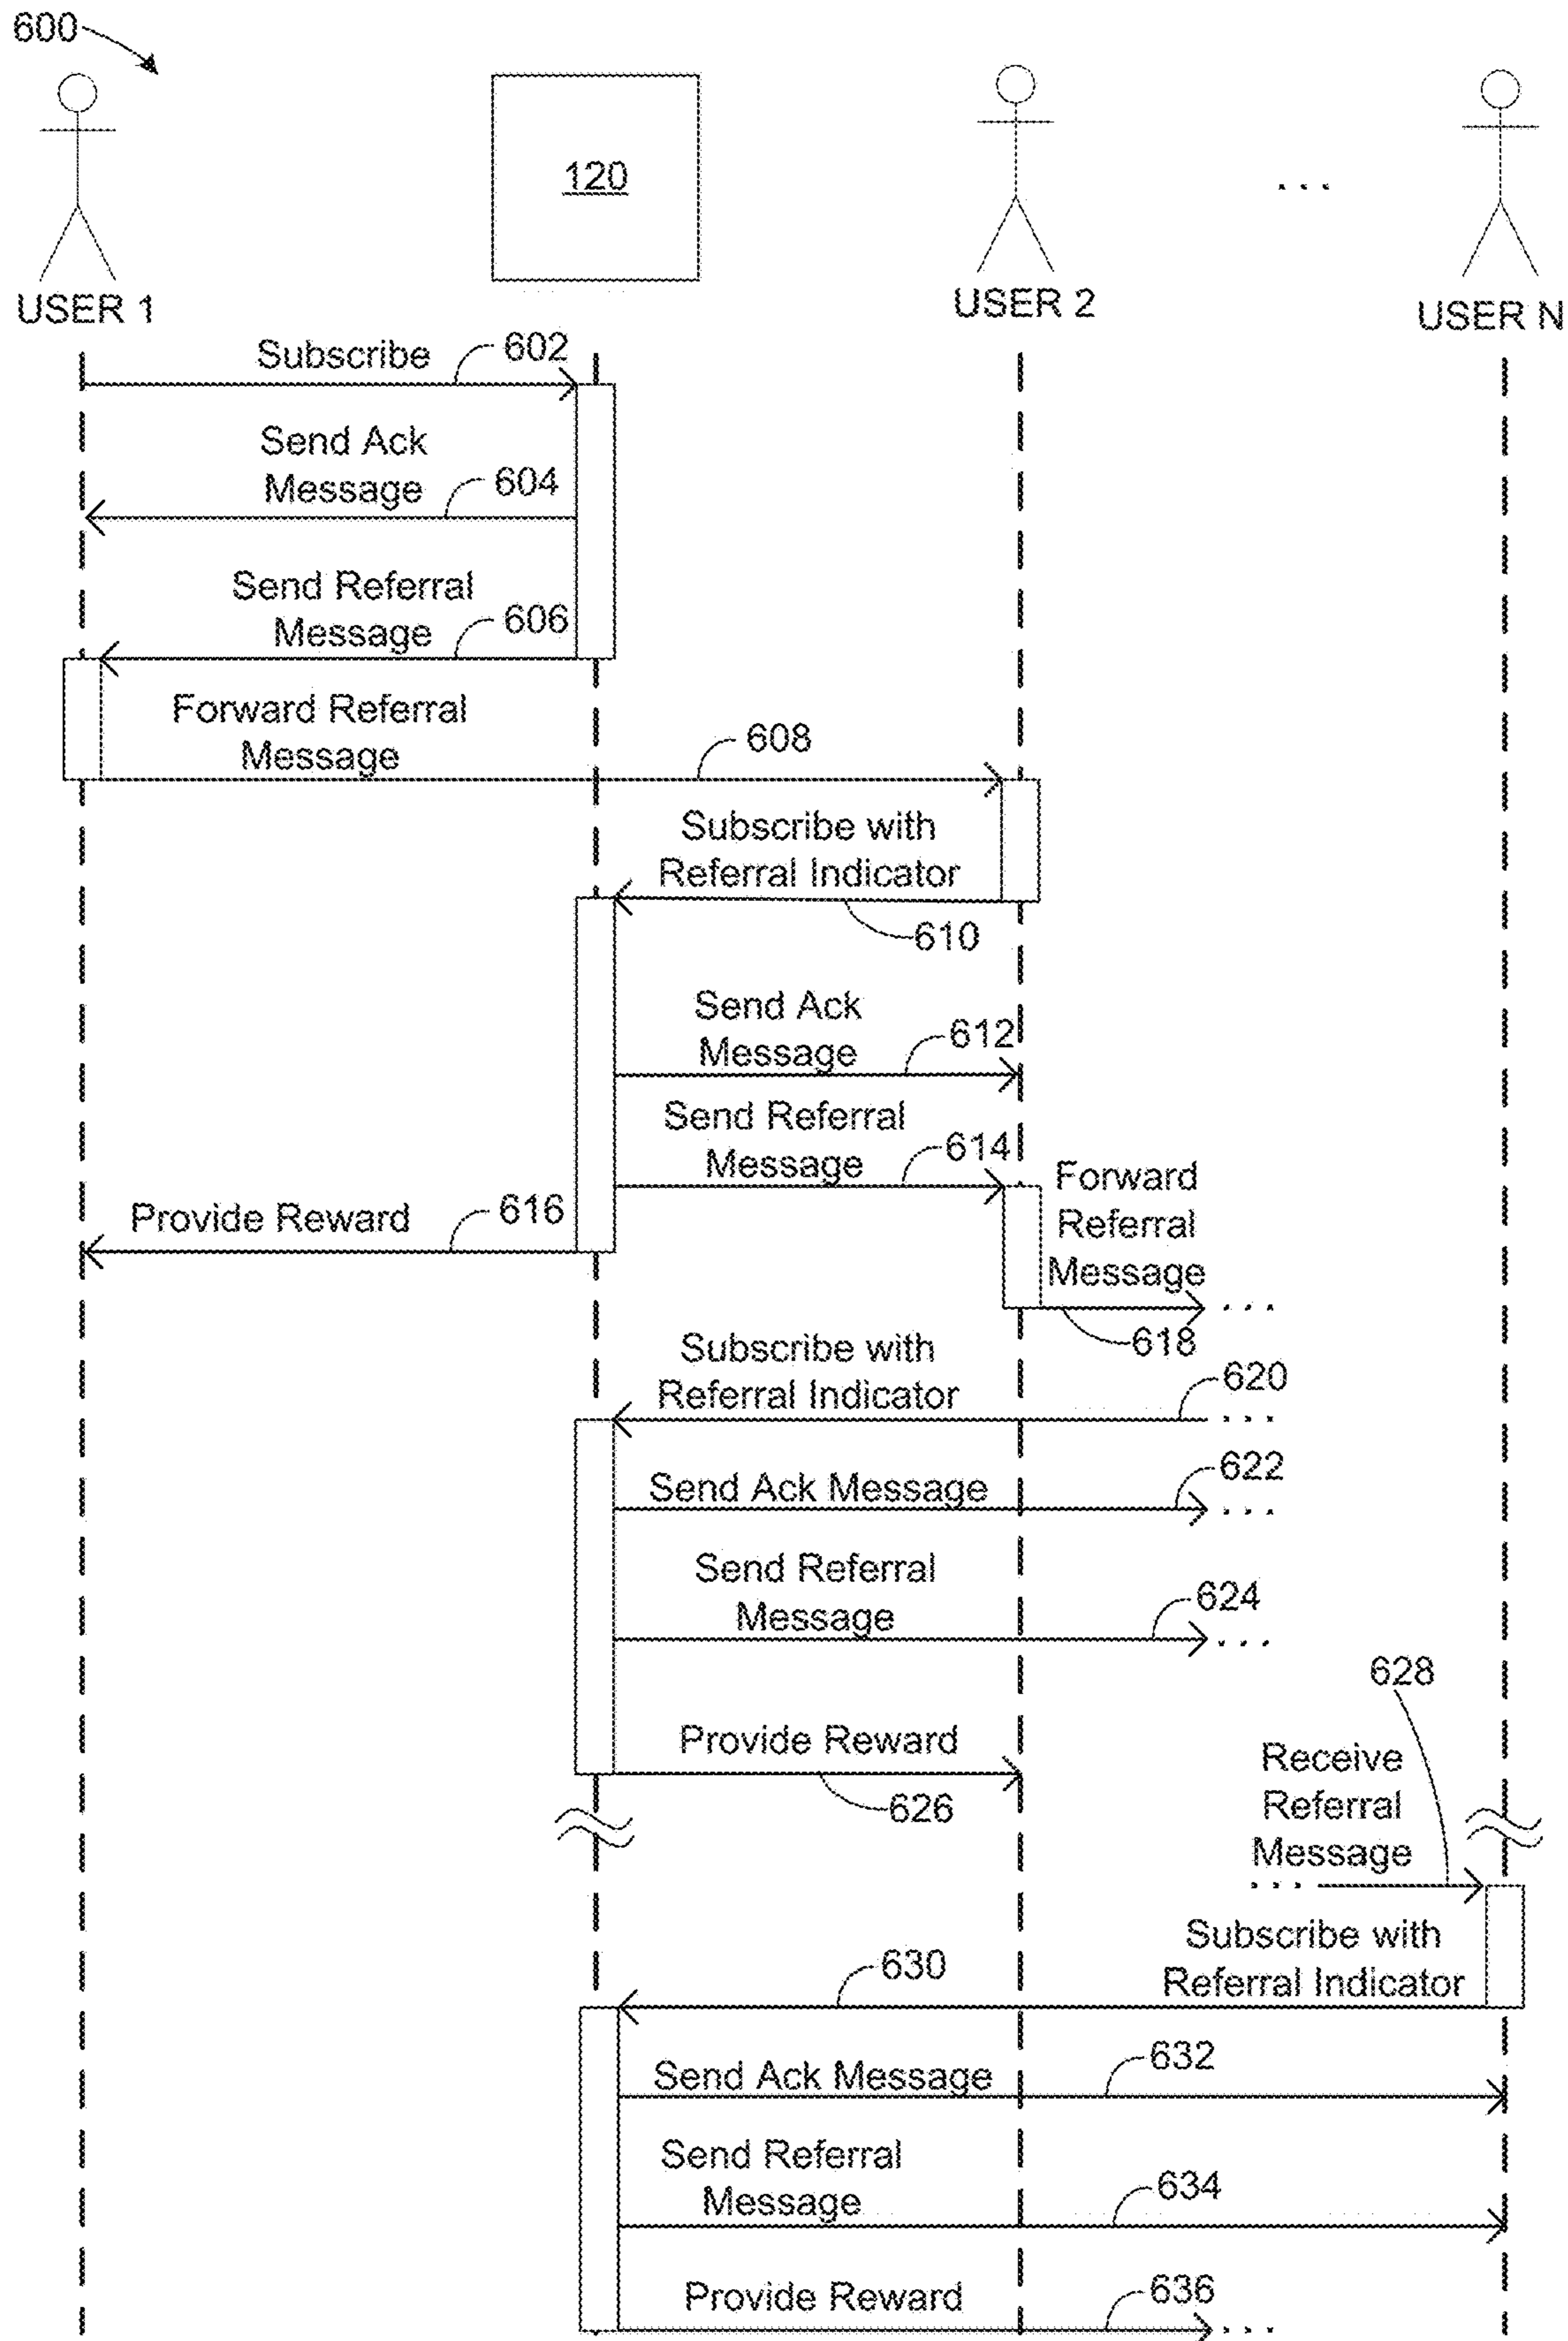 600
120
. . .
USER 1
USER 2
USER N
Subscribe
602
Send Ack
Message
604
Send Referral
Message
606
Forward Referral
Message
608
Subscribe with
Referral Indicator
610
Send Ack
Message
612
Send Referral
Message
614
Forward
Referral
Message
Provide Reward
616
. . .
618
Subscribe with
Referral Indicator
620
. . .
Send Ack Message
622
. . .
Send Referral
Message
624
. . .
628
Provide Reward
626
Receive
Referral
Message
. . .
Subscribe with
Referral Indicator
630
Send Ack Message
632
Send Referral
Message
634
Provide Reward
636
. . .